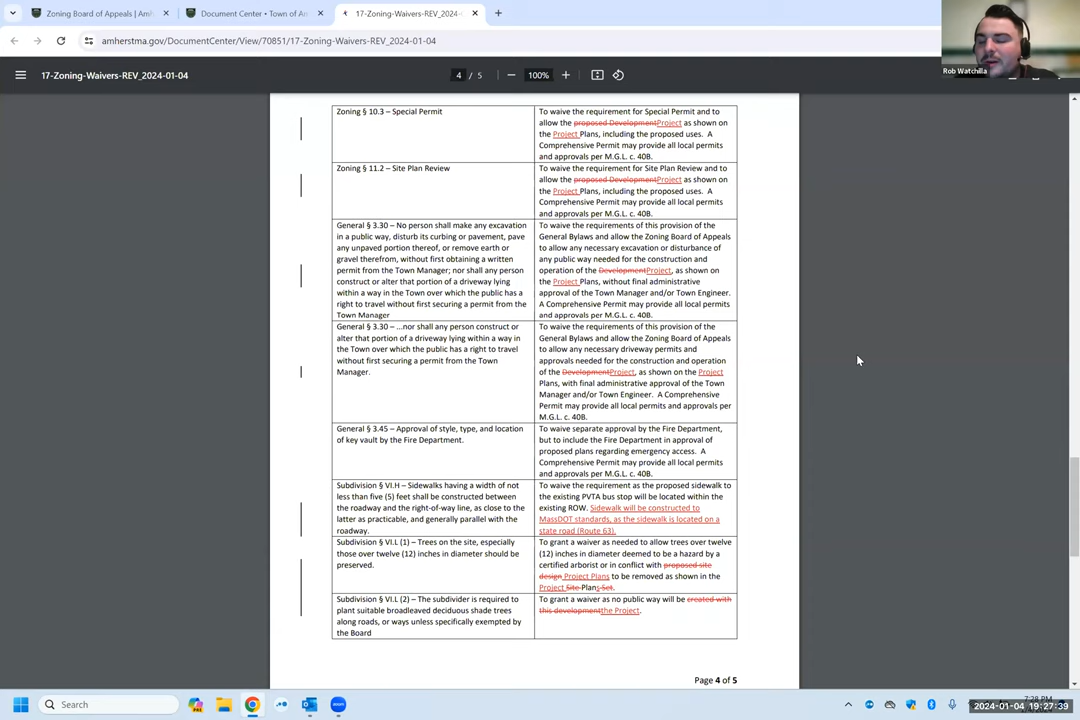 Zoning Board of Appeals | Amh
Document Center • Town of Am
17-Zoning-Waivers-REV_2024-01-
amherstma.gov/DocumentCenter/View/70851/17-Zoning-Waivers-REV_2024-01-04
17-Zoning-Waivers-REV_2024-01-04
4 / 5
100%
Rob Watchilla
Zoning § 10.3 – Special Permit
To waive the requirement for Special Permit and to
allow the proposed DevelopmentProject as shown on
the Project Plans, including the proposed uses. A
Comprehensive Permit may provide all local permits
and approvals per M.G.L. c. 40B.
Zoning § 11.2 – Site Plan Review
To waive the requirement for Site Plan Review and to
allow the proposed DevelopmentProject as shown on
the Project Plans, including the proposed uses. A
Comprehensive Permit may provide all local permits
and approvals per M.G.L. c. 40B.
General § 3.30 – No person shall make any excavation
in a public way, disturb its curbing or pavement, pave
any unpaved portion thereof, or remove earth or
gravel therefrom, without first obtaining a written
permit from the Town Manager; nor shall any person
construct or alter that portion of a driveway lying
within a way in the Town over which the public has a
right to travel without first securing a permit from the
Town Manager
To waive the requirements of this provision of the
General Bylaws and allow the Zoning Board of Appeals
to allow any necessary excavation or disturbance of
any public way needed for the construction and
operation of the DevelopmentProject, as shown on
the Project Plans, without final administrative
approval of the Town Manager and/or Town Engineer.
A Comprehensive Permit may provide all local permits
and approvals per M.G.L. c. 40B.
General § 3.30 – ...nor shall any person construct or
alter that portion of a driveway lying within a way in
the Town over which the public has a right to travel
without first securing a permit from the Town
Manager.
To waive the requirements of this provision of the
General Bylaws and allow the Zoning Board of Appeals
to allow any necessary driveway permits and
approvals needed for the construction and operation
of the DevelopmentProject, as shown on the Project
Plans, with final administrative approval of the Town
Manager and/or Town Engineer. A Comprehensive
Permit may provide all local permits and approvals per
M.G.L. c. 40B.
General § 3.45 – Approval of style, type, and location
of key vault by the Fire Department.
To waive separate approval by the Fire Department,
but to include the Fire Department in approval of
proposed plans regarding emergency access. A
Comprehensive Permit may provide all local permits
and approvals per M.G.L. c. 40B.
Subdivision § VI.H – Sidewalks having a width of not
less than five (5) feet shall be constructed between
the roadway and the right-of-way line, as close to the
latter as practicable, and generally parallel with the
roadway.
To waive the requirement as the proposed sidewalk to
the existing PVTA bus stop will be located within the
existing ROW. Sidewalk will be constructed to
MassDOT standards, as the sidewalk is located on a
state road (Route 63).
Subdivision § VI.L (1) – Trees on the site, especially
those over twelve (12) inches in diameter should be
preserved.
To grant a waiver as needed to allow trees over twelve
(12) inches in diameter deemed to be a hazard by a
certified arborist or in conflict with proposed site
design Project Plans to be removed as shown in the
Project Site Plans Set.
Subdivision § VI.L (2) – The subdivider is required to
plant suitable broadleaved deciduous shade trees
along roads, or ways unless specifically exempted by
the Board
To grant a waiver as no public way will be created with
this developmentthe Project.
Page 4 of 5
Search
7:28 PM
2024-01-04 19:27:39